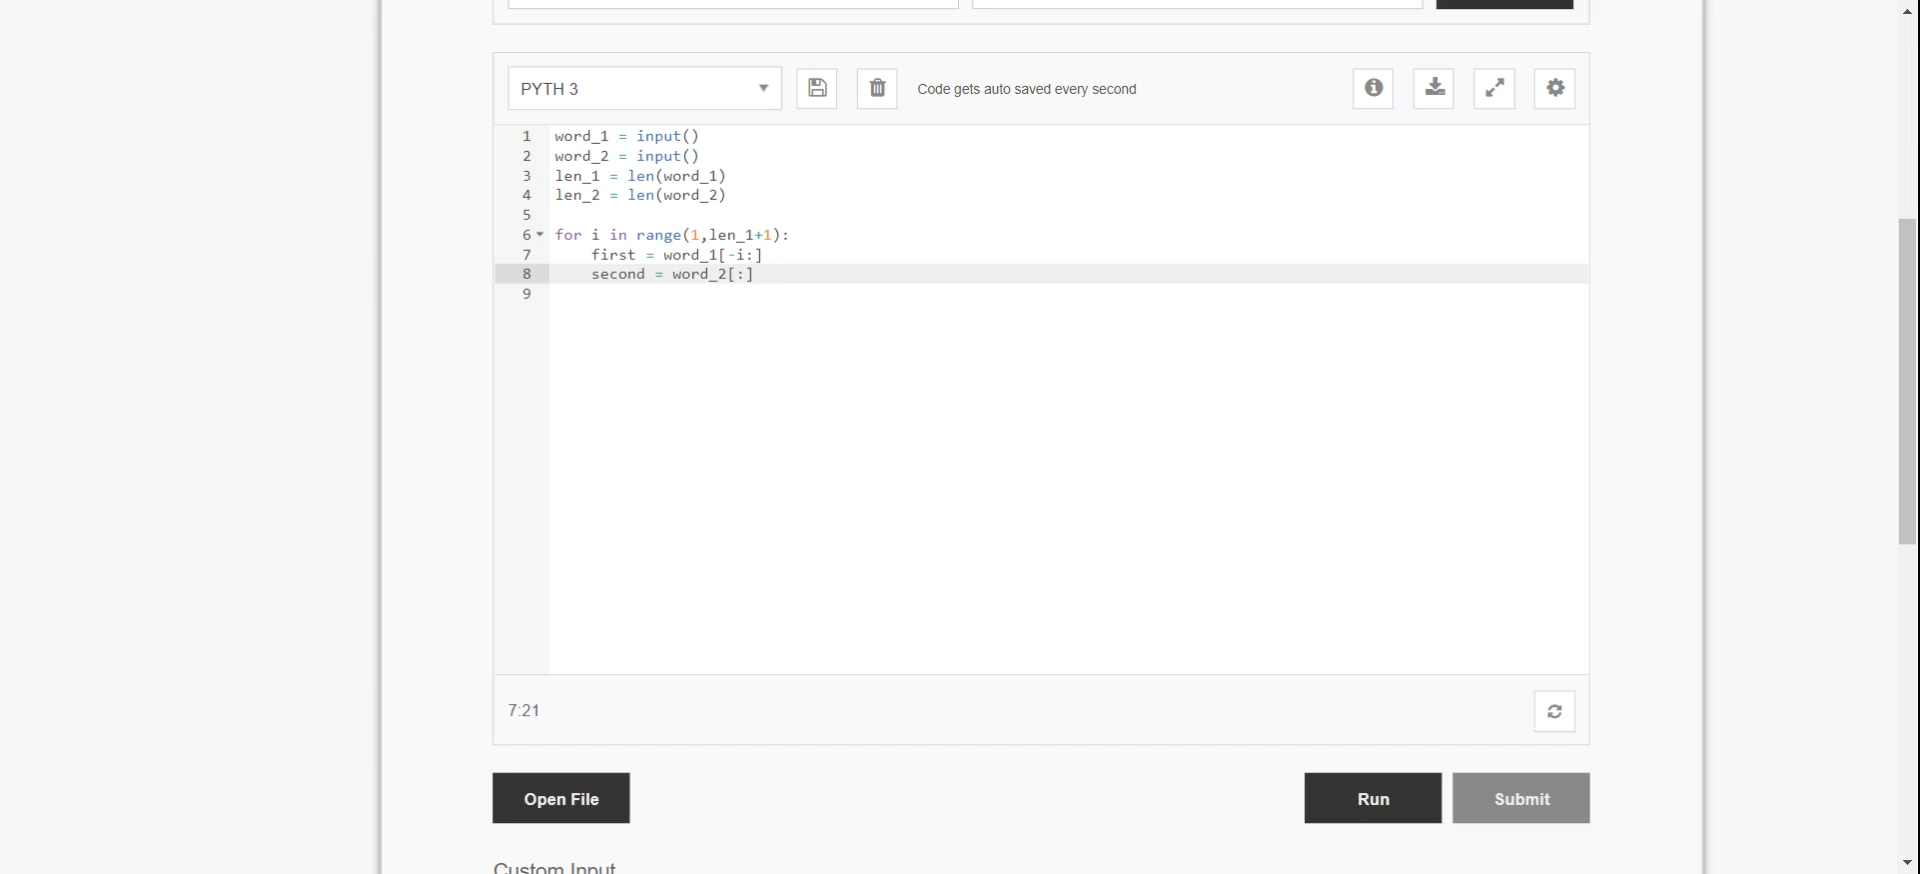 PYTH 3
Code gets auto saved every second
1 word_1 = input()
2 word_2 = input()
3 len_1 = len(word_1)
4 len_2 = len(word_2)
5
6 for i in range(1,len_1+1):
7     first = word_1[-i:]
8     second = word_2[:]
9
7:21
Open File
Run
Submit
Custom Input